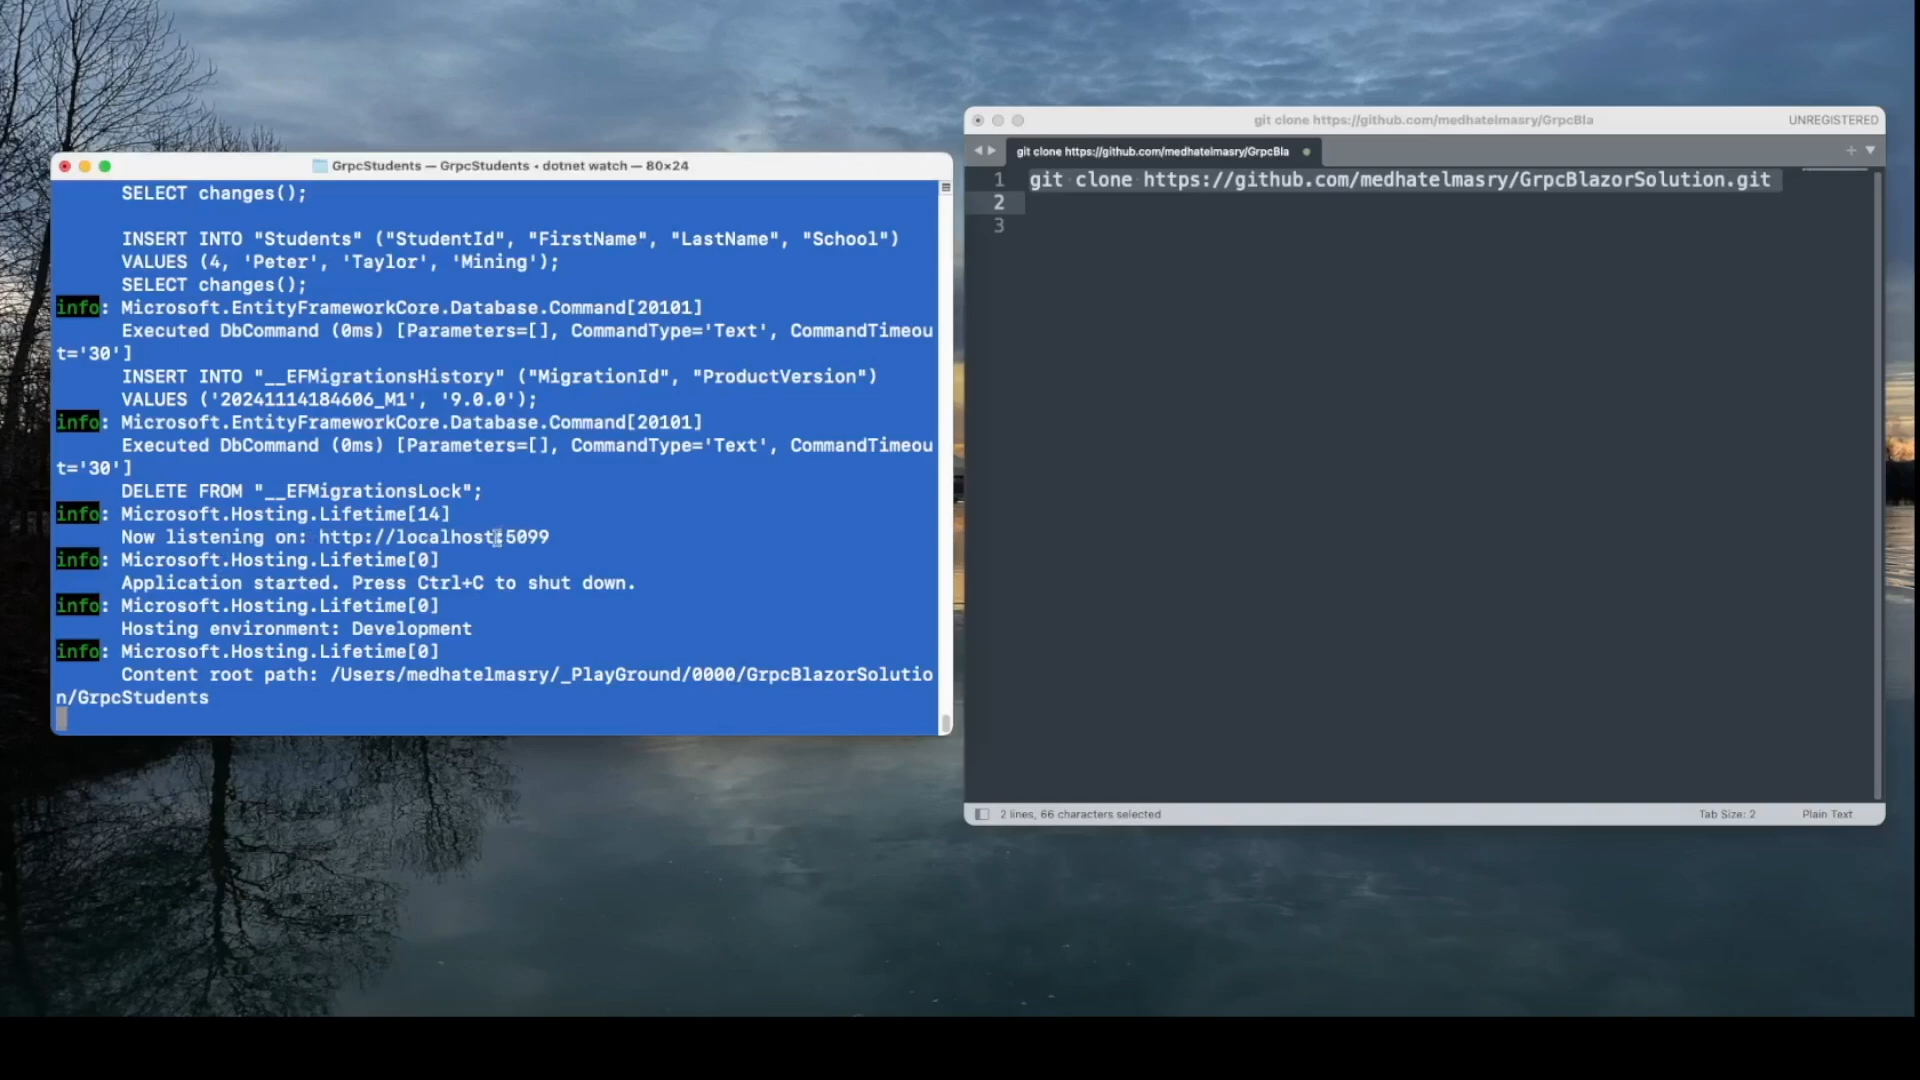 GrpcStudents — GrpcStudents • dotnet watch — 80×24
SELECT changes();
INSERT INTO "Students" ("StudentId", "FirstName", "LastName", "School")
VALUES (4, 'Peter', 'Taylor', 'Mining');
SELECT changes();
info: Microsoft.EntityFrameworkCore.Database.Command[20101]
Executed DbCommand (0ms) [Parameters=[], CommandType='Text', CommandTimeou
t='30']
INSERT INTO "__EFMigrationsHistory" ("MigrationId", "ProductVersion")
VALUES ('20241114184606_M1', '9.0.0');
info: Microsoft.EntityFrameworkCore.Database.Command[20101]
Executed DbCommand (0ms) [Parameters=[], CommandType='Text', CommandTimeou
t='30']
DELETE FROM "__EFMigrationsLock";
info: Microsoft.Hosting.Lifetime[14]
Now listening on: http://localhost:5099
info: Microsoft.Hosting.Lifetime[0]
Application started. Press Ctrl+C to shut down.
info: Microsoft.Hosting.Lifetime[0]
Hosting environment: Development
info: Microsoft.Hosting.Lifetime[0]
Content root path: /Users/medhatelmasry/_PlayGround/0000/GrpcBlazorSolutio
n/GrpcStudents
git clone https://github.com/medhatelmasry/GrpcBla
UNREGISTERED
git clone https://github.com/medhatelmasry/GrpcBla
1 git clone https://github.com/medhatelmasry/GrpcBlazorSolution.git
2
3
2 lines, 66 characters selected
Tab Size: 2
Plain Text